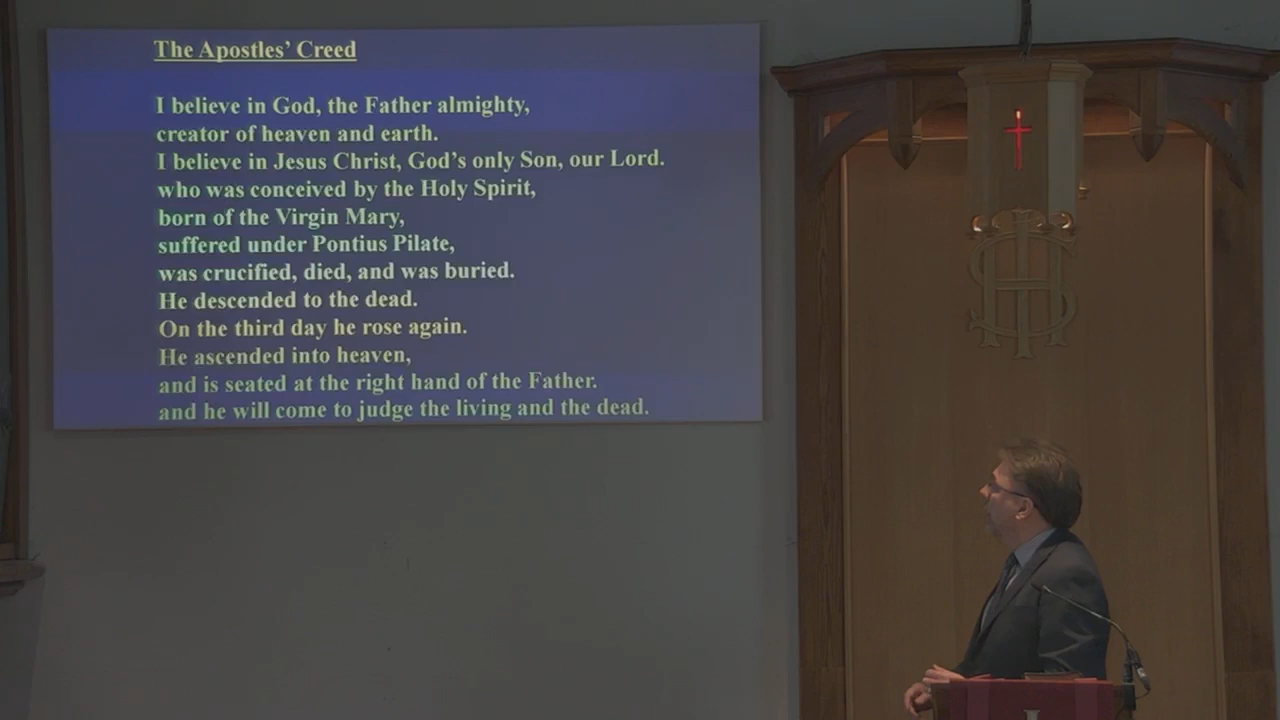 The Apostles’ Creed
I believe in God, the Father almighty,
creator of heaven and earth.
I believe in Jesus Christ, God’s only Son, our Lord.
who was conceived by the Holy Spirit,
born of the Virgin Mary,
suffered under Pontius Pilate,
was crucified, died, and was buried.
He descended to the dead.
On the third day he rose again.
He ascended into heaven,
and is seated at the right hand of the Father.
and he will come to judge the living and the dead.
IHS